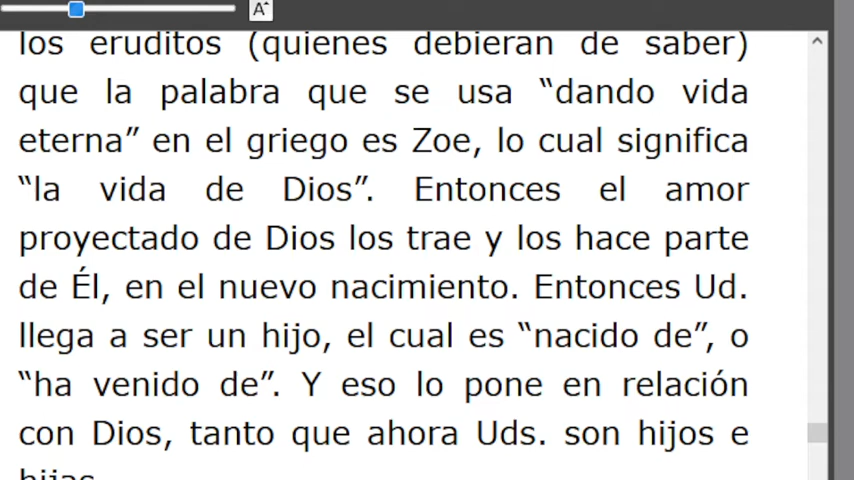 A^
los eruditos (quienes debieran de saber)
que la palabra que se usa “dando vida
eterna” en el griego es Zoe, lo cual significa
“la vida de Dios”. Entonces el amor
proyectado de Dios los trae y los hace parte
de Él, en el nuevo nacimiento. Entonces Ud.
llega a ser un hijo, el cual es “nacido de”, o
“ha venido de”. Y eso lo pone en relación
con Dios, tanto que ahora Uds. son hijos e
hijas